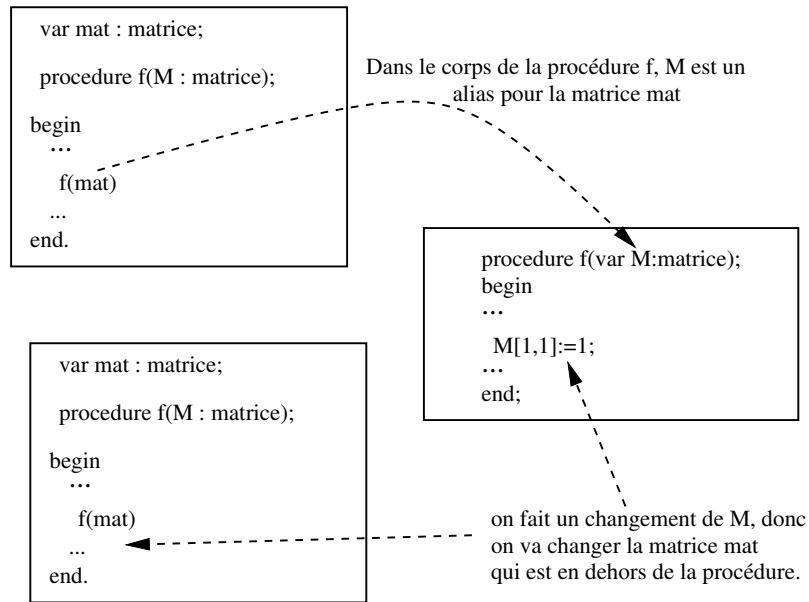 var mat : matrice;
procedure f(M : matrice);
begin
...
f(mat)
...
end.
Dans le corps de la procédure f, M est un
alias pour la matrice mat
procedure f(var M:matrice);
begin
...
M[1,1]:=1;
...
end;
var mat : matrice;
procedure f(M : matrice);
begin
...
f(mat)
...
end.
on fait un changement de M, donc
on va changer la matrice mat
qui est en dehors de la procédure.